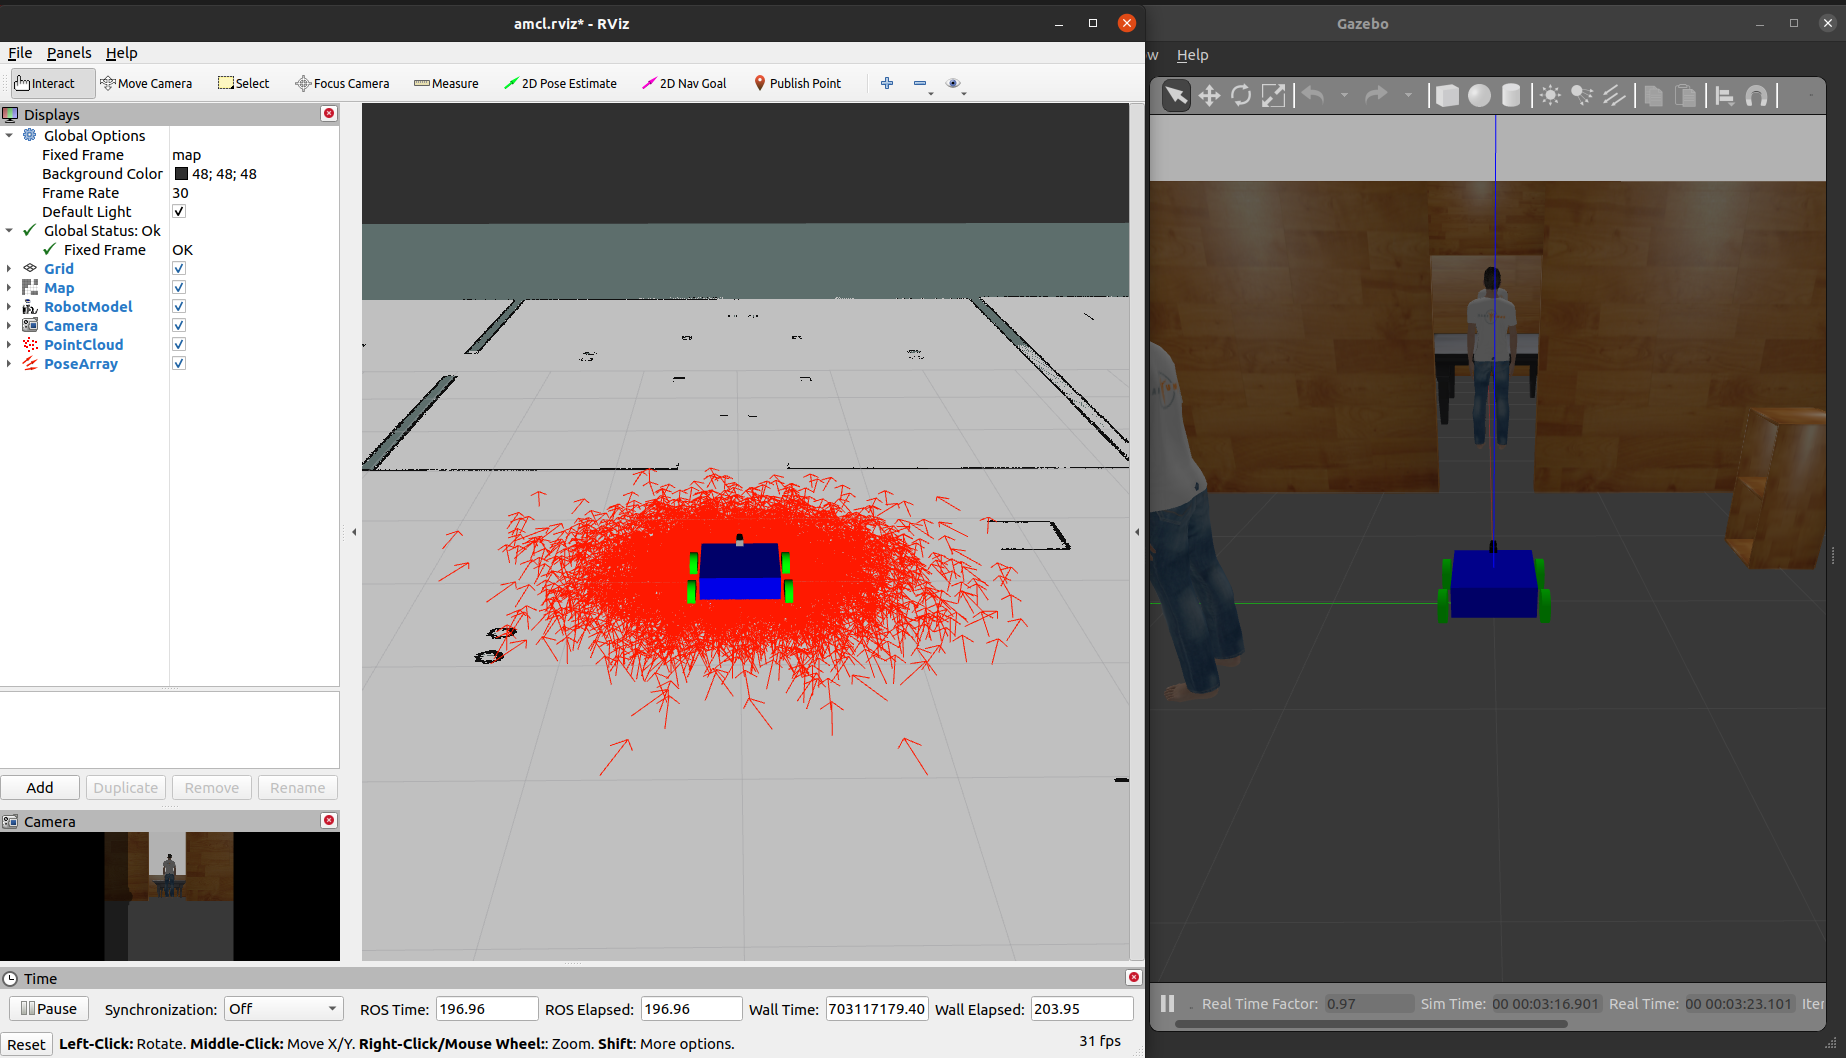 amcl.rviz* - RViz
File Panels Help
Interact Move Camera Select Focus Camera Measure 2D Pose Estimate 2D Nav Goal Publish Point
Displays
Global Options
Fixed Frame map
Background Color 48; 48; 48
Frame Rate 30
Default Light
Global Status: Ok
Fixed Frame OK
Grid
Map
RobotModel
Camera
PointCloud
PoseArray
Add Duplicate Remove Rename
Camera
Time
Pause Synchronization: Off ROS Time: 196.96 ROS Elapsed: 196.96 Wall Time: 703117179.40 Wall Elapsed: 203.95
Reset Left-Click: Rotate. Middle-Click: Move X/Y. Right-Click/Mouse Wheel:: Zoom. Shift: More options. 31 fps
Gazebo
w Help
Real Time Factor: 0.97 Sim Time: 00 00:03:16.901 Real Time: 00 00:03:23.101 Iter